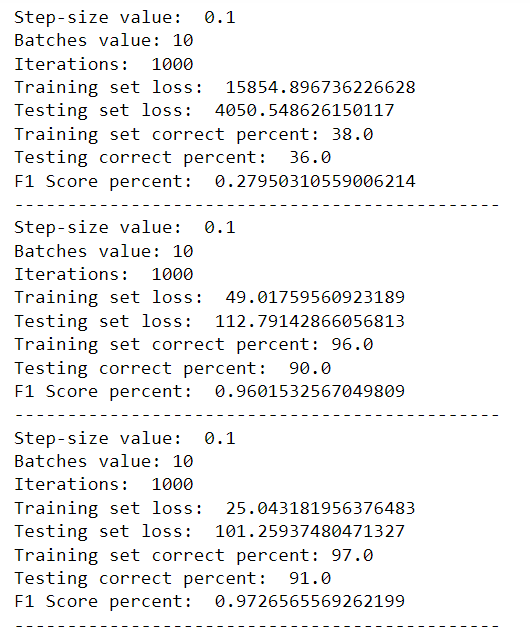 Step-size value:  0.1
Batches value: 10
Iterations:  1000
Training set loss:  15854.896736226628
Testing set loss:  4050.548626150117
Training set correct percent: 38.0
Testing correct percent:  36.0
F1 Score percent:  0.27950310559006214
----------------------------------------------
Step-size value:  0.1
Batches value: 10
Iterations:  1000
Training set loss:  49.01759560923189
Testing set loss:  112.79142866056813
Training set correct percent: 96.0
Testing correct percent:  90.0
F1 Score percent:  0.9601532567049809
----------------------------------------------
Step-size value:  0.1
Batches value: 10
Iterations:  1000
Training set loss:  25.043181956376483
Testing set loss:  101.25937480471327
Training set correct percent: 97.0
Testing correct percent:  91.0
F1 Score percent:  0.9726565569262199
----------------------------------------------